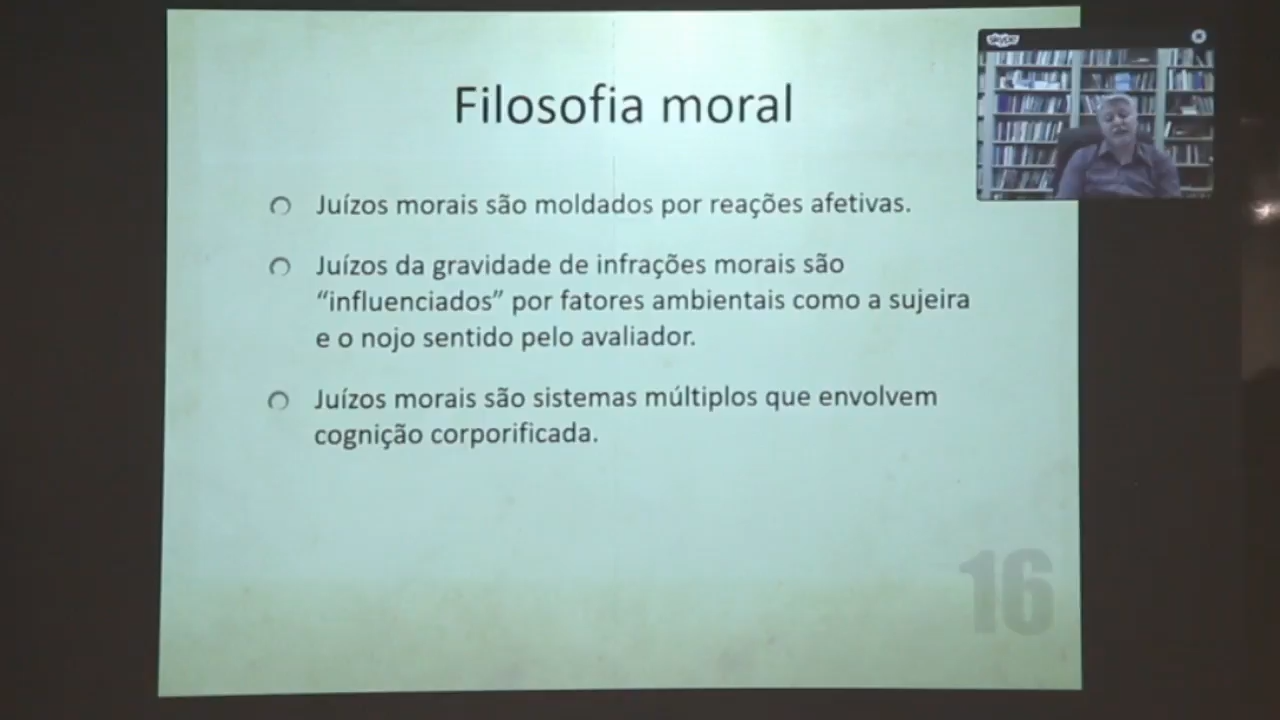 skype
Filosofia moral
Juízos morais são moldados por reações afetivas.
Juízos da gravidade de infrações morais são
“influenciados” por fatores ambientais como a sujeira
e o nojo sentido pelo avaliador.
Juízos morais são sistemas múltiplos que envolvem
cognição corporificada.
16